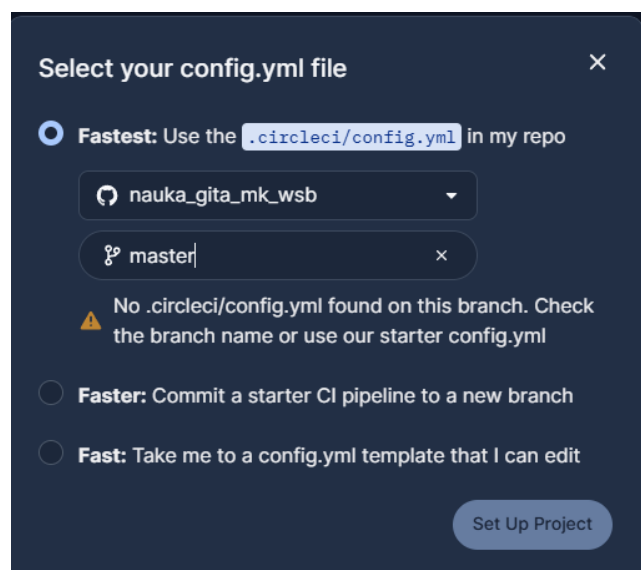 Select your config.yml file
Fastest: Use the .circleci/config.yml in my repo
nauka_gita_mk_wsb
master
No .circleci/config.yml found on this branch. Check
the branch name or use our starter config.yml
Faster: Commit a starter CI pipeline to a new branch
Fast: Take me to a config.yml template that I can edit
Set Up Project